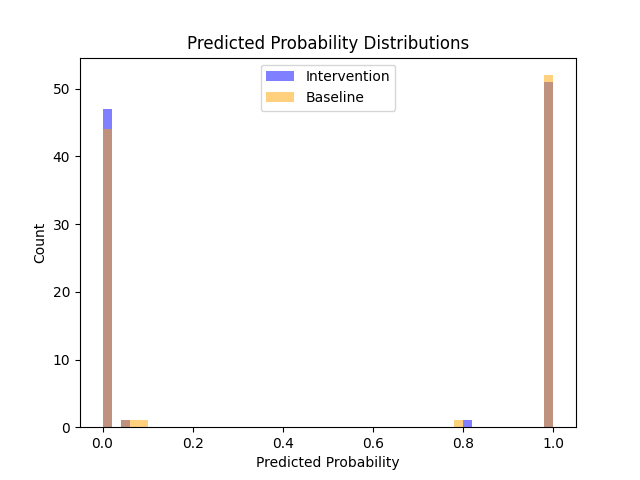 Predicted Probability Distributions
Intervention
Baseline
Count
50
40
30
20
10
0
0.0 0.2 0.4 0.6 0.8 1.0
Predicted Probability